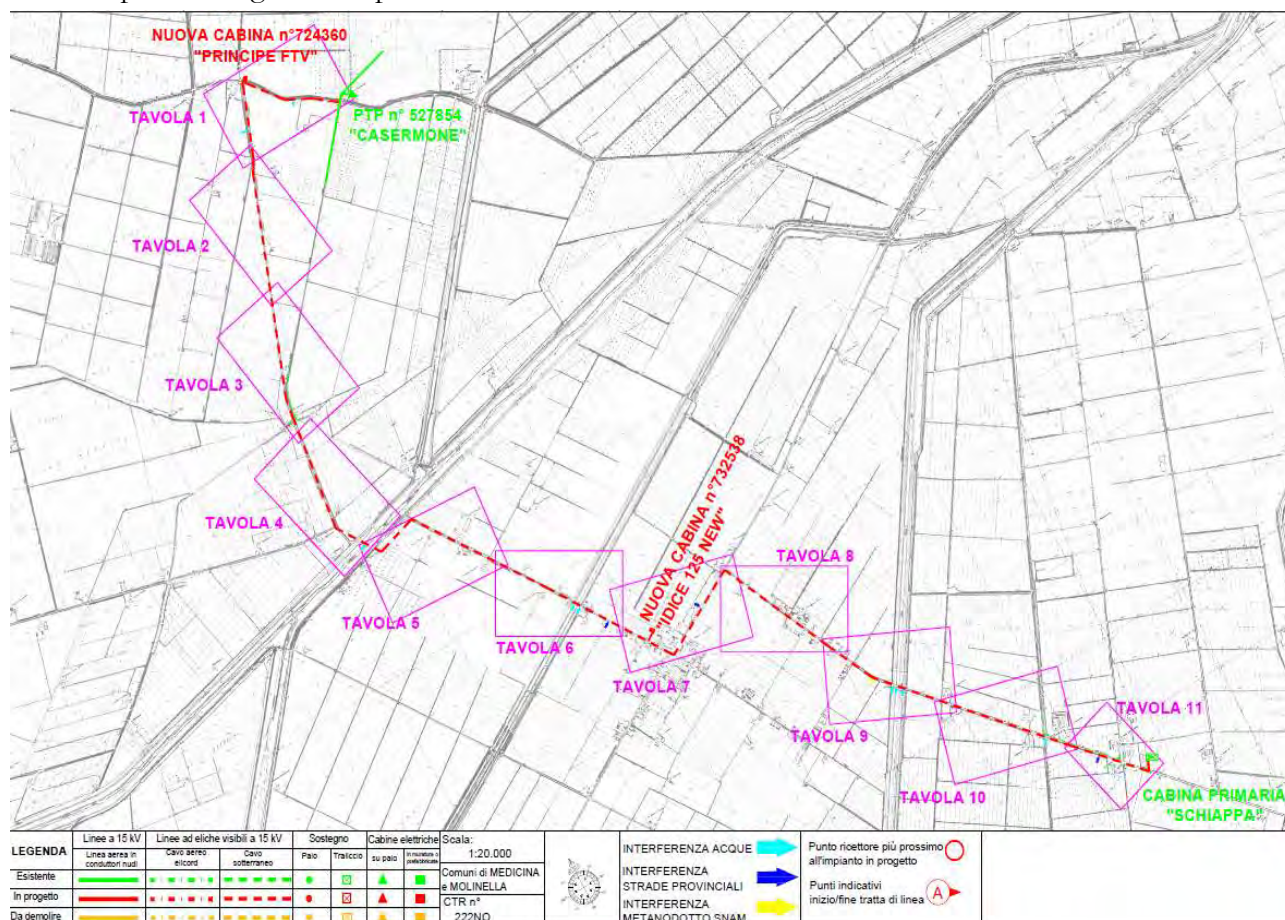 NUOVA CABINA n°724360
"PRINCIPE FTV"
TAVOLA 1
PTP n° 527854
"CASERMONE"
TAVOLA 2
TAVOLA 3
TAVOLA 4
TAVOLA 5
TAVOLA 6
NUOVA CABINA n°732538
"IDICE 125 NEW"
TAVOLA 7
TAVOLA 8
TAVOLA 9
TAVOLA 10
TAVOLA 11
CABINA PRIMARIA
"SCHIAPPA"
LEGENDA
Linee a 15 kV
Linee ad eliche visibili a 15 kV
Sostegno
Cabine elettriche
Linea aerea in
conduttori nudi
Cavo aereo
elicord
Cavo
sotterraneo
Palo
Traliccio
su palo
in muratura o
prefabbricate
Esistente
In progetto
Da demolire
Scala:
1:20.000
Comuni di MEDICINA
e MOLINELLA
CTR n°
222NO
INTERFERENZA ACQUE
INTERFERENZA
STRADE PROVINCIALI
INTERFERENZA
METANODOTTO SNAM
Punto ricettore più prossimo
all'impianto in progetto
Punti indicativi
inizio/fine tratta di linea
A